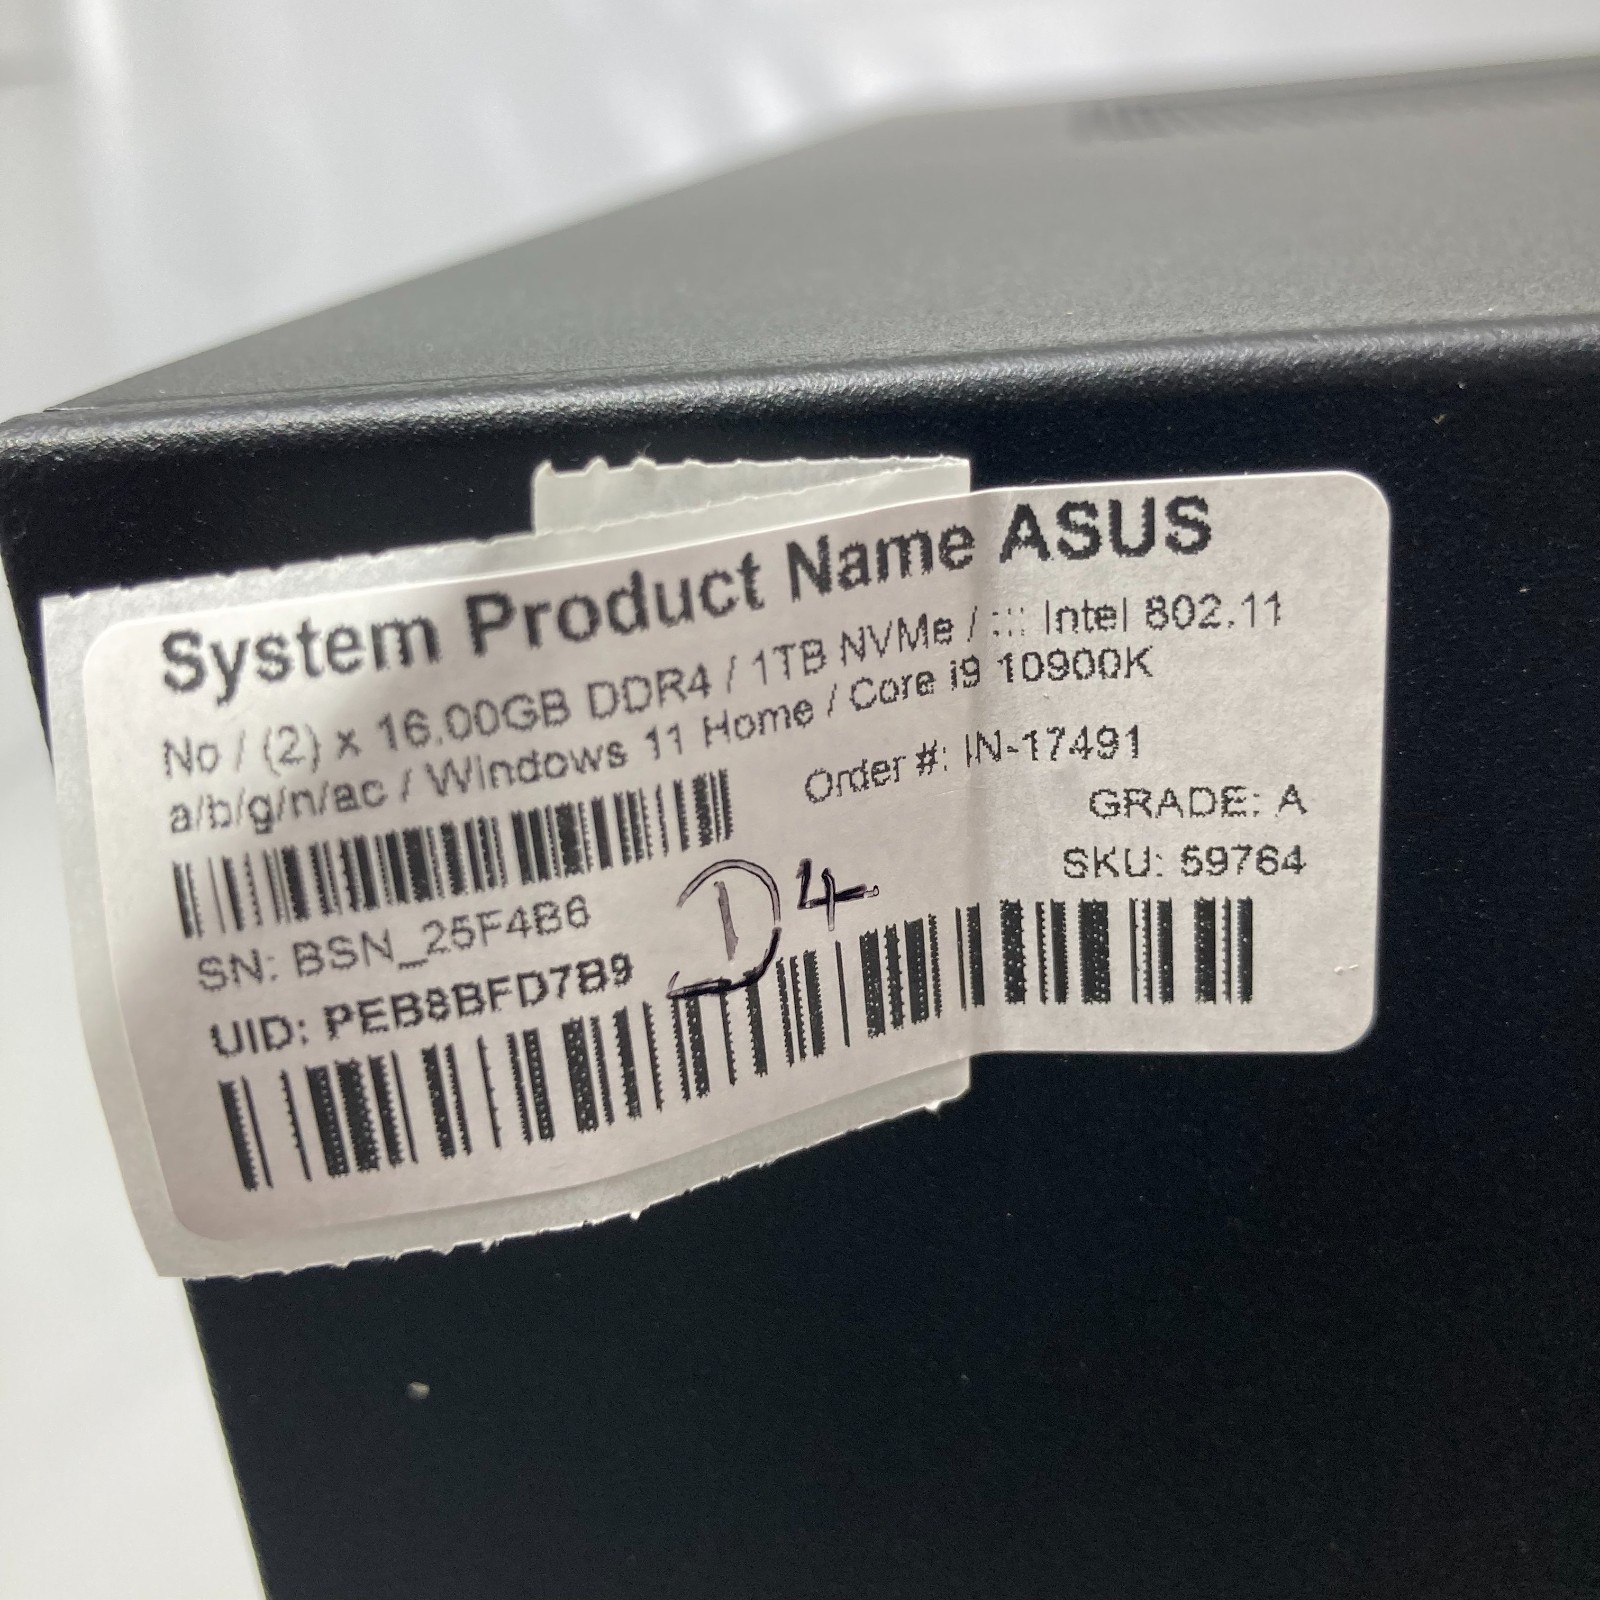 System Product Name ASUS
No / (2) x 16.00GB DDR4 / 1TB NVMe / ::: Intel 802.11
a/b/g/n/ac / Windows 11 Home / Core i9 10900K
Order #: IN-17491
GRADE: A
SKU: 59764
SN: BSN_25F4B6
D4
UID: PEB8BFD7B9